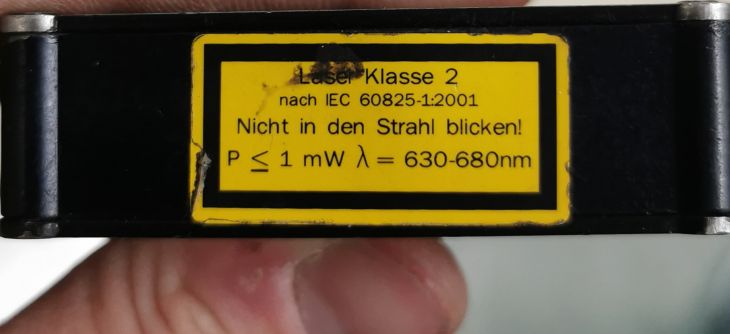 Laser Klasse 2
nach IEC 60825-1:2001
Nicht in den Strahl blicken!
P ≤ 1 mW λ = 630-680nm